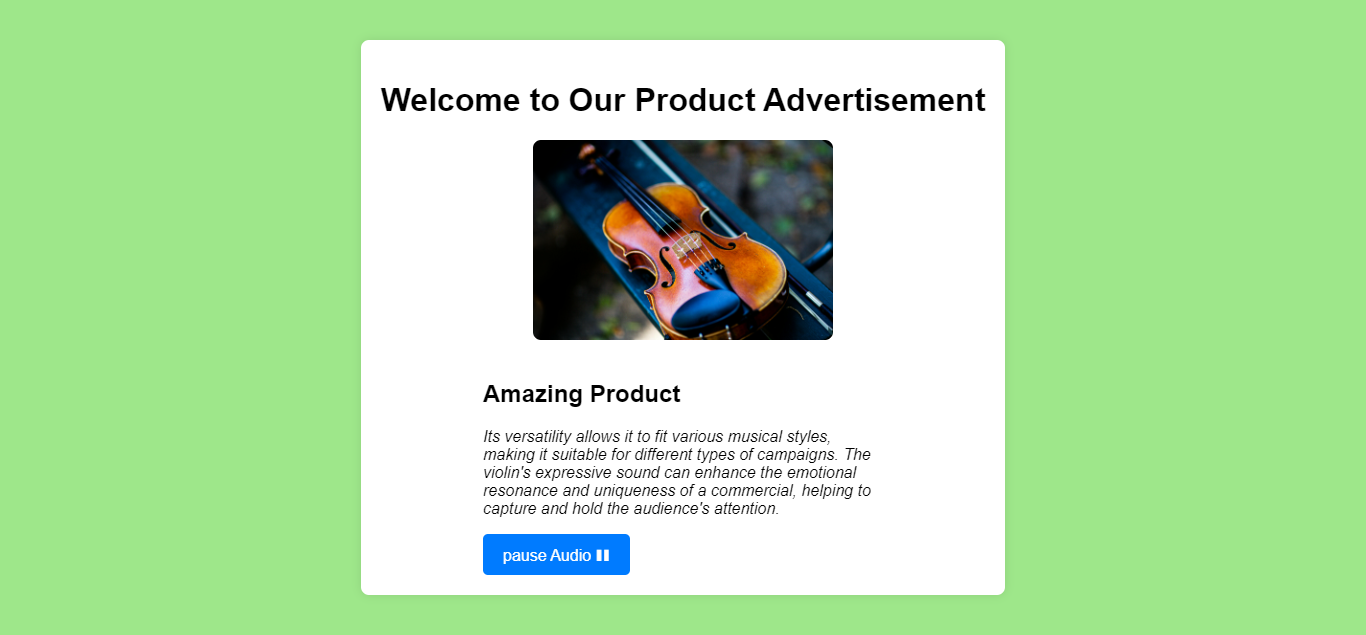 Welcome to Our Product Advertisement
Amazing Product
Its versatility allows it to fit various musical styles,
making it suitable for different types of campaigns. The
violin's expressive sound can enhance the emotional
resonance and uniqueness of a commercial, helping to
capture and hold the audience's attention.
pause Audio